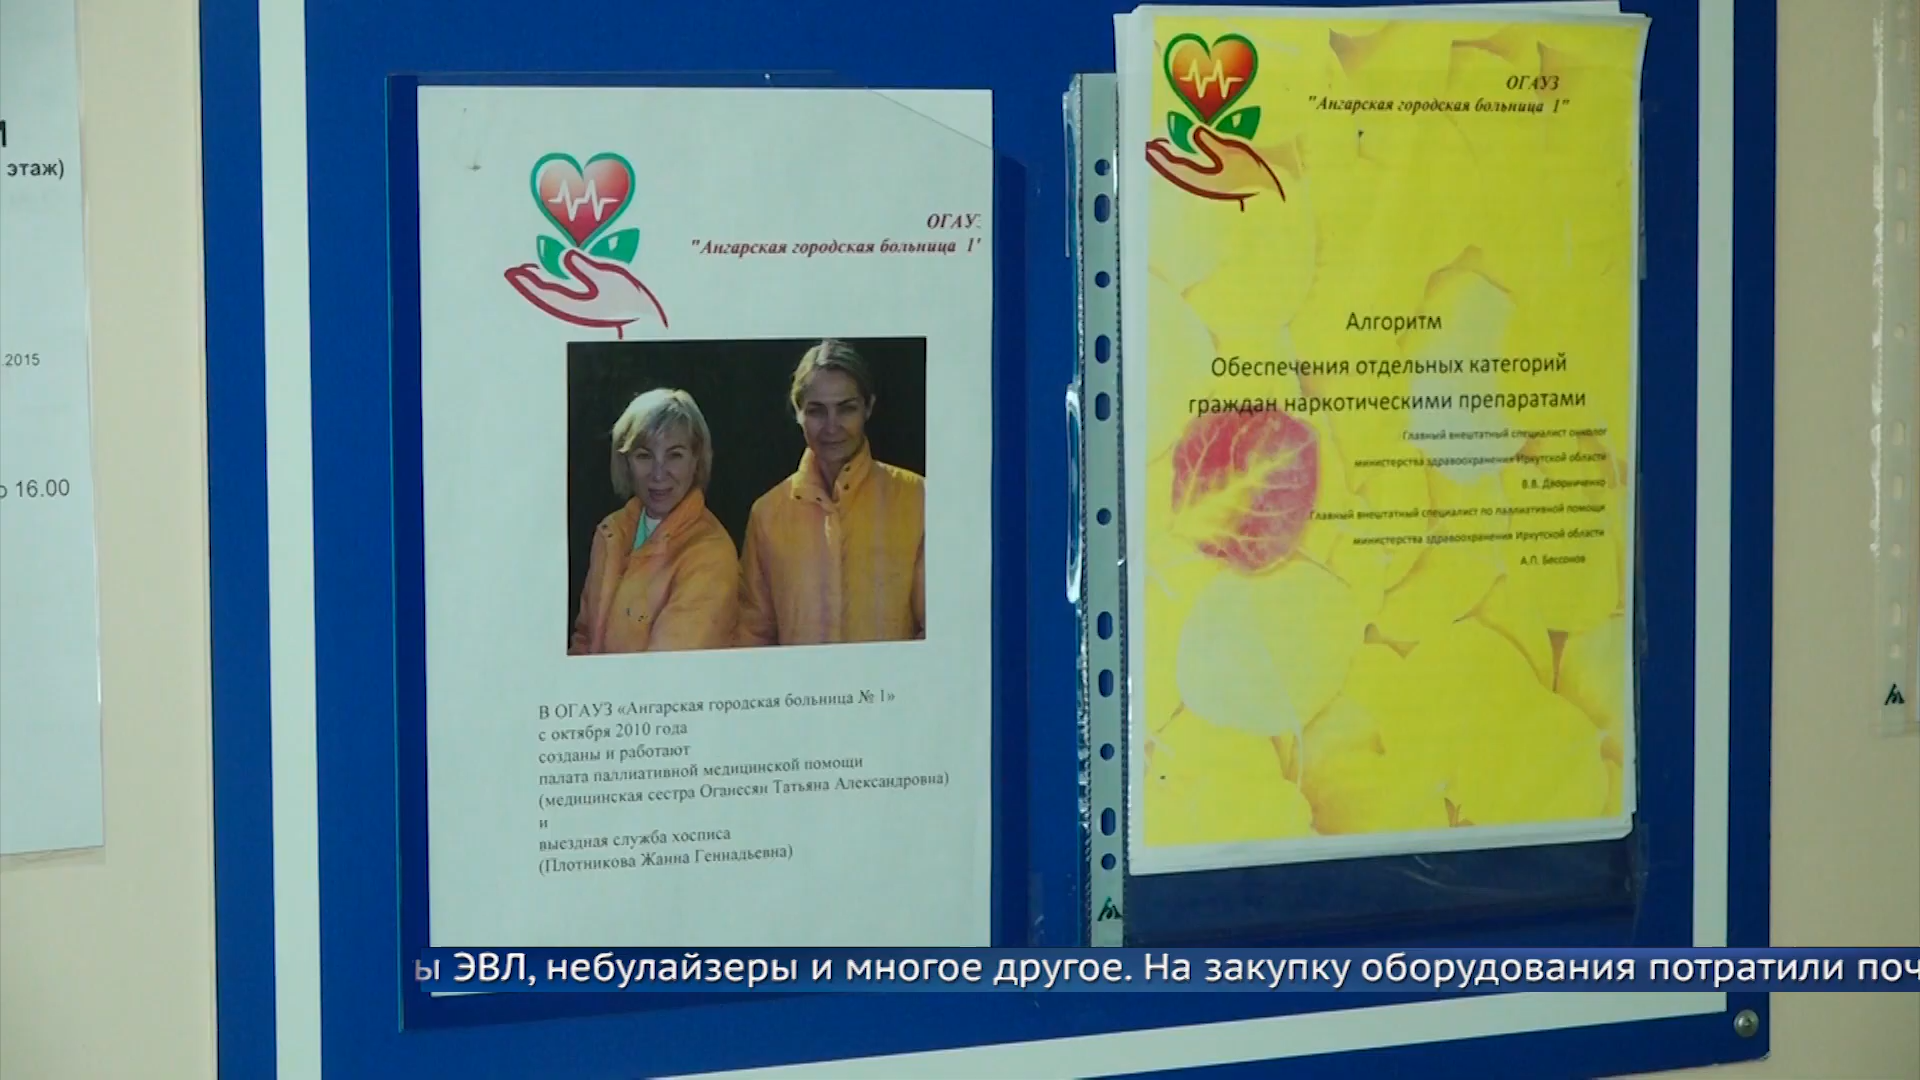 этаж)
.2015
16.00
ОГАУЗ
"Ангарская городская больница 1"
В ОГАУЗ «Ангарская городская больница № 1»
с октября 2010 года
созданы и работают
палата паллиативной медицинской помощи
(медицинская сестра Оганесян Татьяна Александровна)
и
выездная служба хосписа
(Плотникова Жанна Геннадьевна)
ОГАУЗ
"Ангарская городская больница 1"
Алгоритм
Обеспечения отдельных категорий
граждан наркотическими препаратами
Главный внештатный специалист онколог
министерства здравоохранения Иркутской области
В.В. Дворниченко
Главный внештатный специалист по паллиативной помощи
министерства здравоохранения Иркутской области
А.П. Бессонов
ы ЭВЛ, небулайзеры и многое другое. На закупку оборудования потратили поч